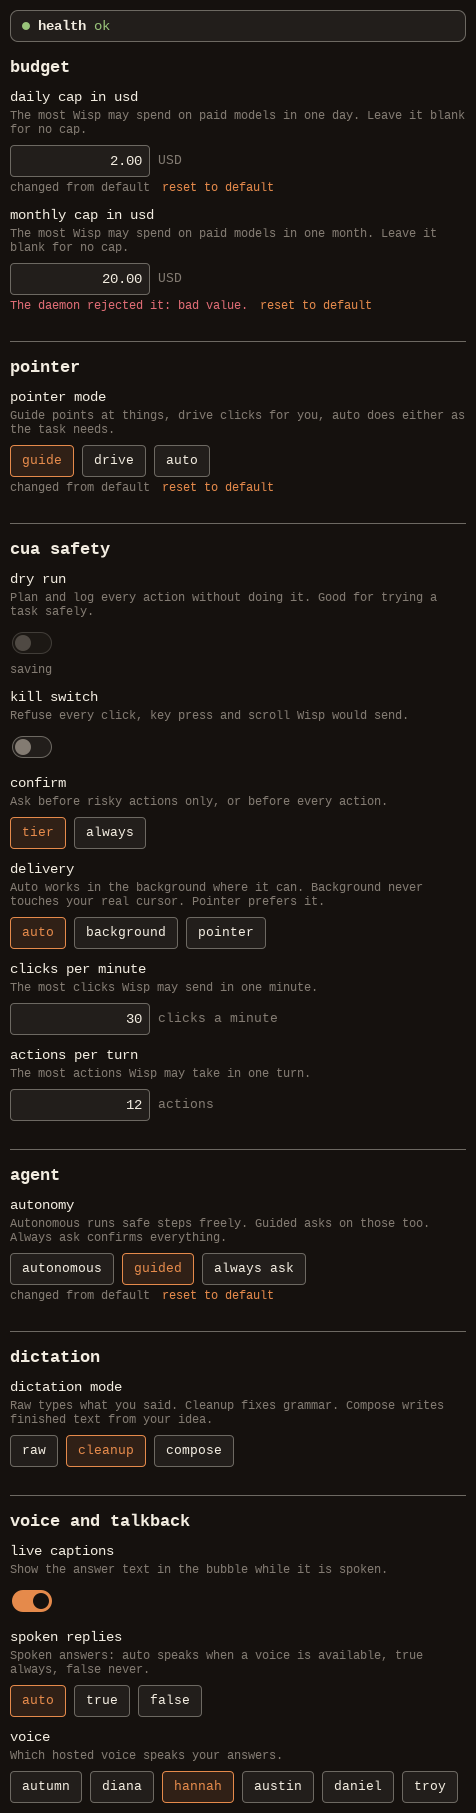 health ok
budget
daily cap in usd
The most Wisp may spend on paid models in one day. Leave it blank
for no cap.
2.00 USD
changed from default reset to default
monthly cap in usd
The most Wisp may spend on paid models in one month. Leave it
blank for no cap.
20.00 USD
The daemon rejected it: bad value. reset to default
pointer
pointer mode
Guide points at things, drive clicks for you, auto does either as
the task needs.
guide drive auto
changed from default reset to default
cua safety
dry run
Plan and log every action without doing it. Good for trying a
task safely.
saving
kill switch
Refuse every click, key press and scroll Wisp would send.
confirm
Ask before risky actions only, or before every action.
tier always
delivery
Auto works in the background where it can. Background never
touches your real cursor. Pointer prefers it.
auto background pointer
clicks per minute
The most clicks Wisp may send in one minute.
30 clicks a minute
actions per turn
The most actions Wisp may take in one turn.
12 actions
agent
autonomy
Autonomous runs safe steps freely. Guided asks on those too.
Always ask confirms everything.
autonomous guided always ask
changed from default reset to default
dictation
dictation mode
Raw types what you said. Cleanup fixes grammar. Compose writes
finished text from your idea.
raw cleanup compose
voice and talkback
live captions
Show the answer text in the bubble while it is spoken.
spoken replies
Spoken answers: auto speaks when a voice is available, true
always, false never.
auto true false
voice
Which hosted voice speaks your answers.
autumn diana hannah austin daniel troy